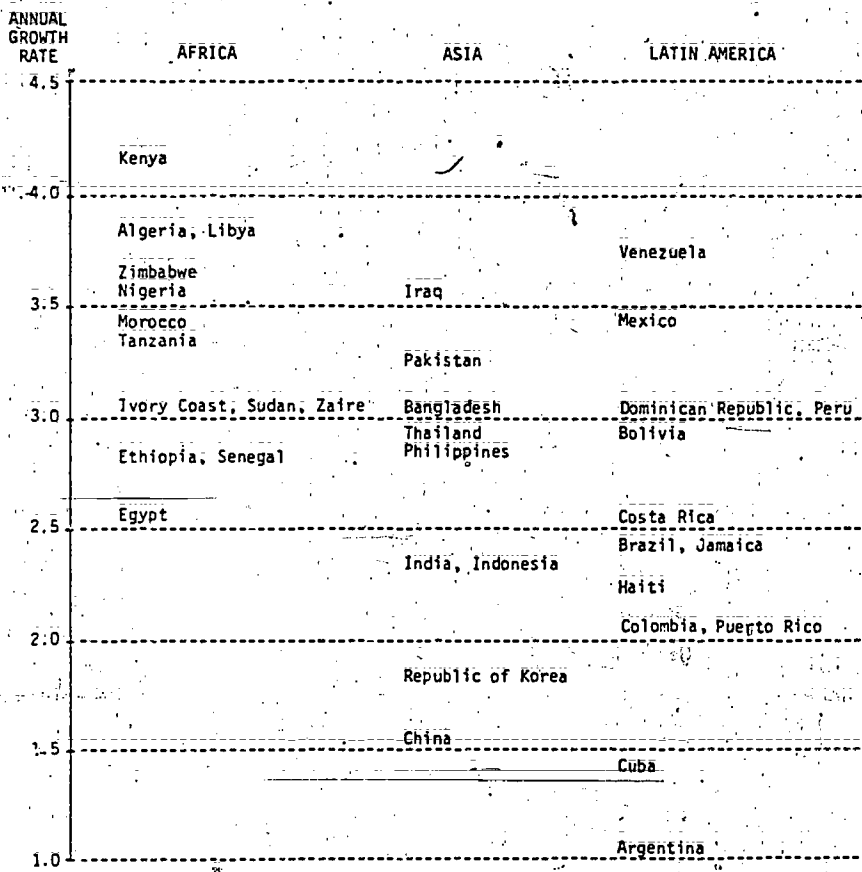 ANNUAL
GROWTH
RATE AFRICA ASIA LATIN AMERICA
4.5
Kenya
4.0
Algeria, Libya
Venezuela
Zimbabwe
Nigeria Iraq
3.5
Morocco Mexico
Tanzania
Pakistan
Ivory Coast, Sudan, Zaire Bangladesh Dominican Republic, Peru
3.0
Thailand Bolivia
Ethiopia, Senegal Philippines
Egypt Costa Rica
2.5
Brazil, Jamaica
India, Indonesia
Haiti
Colombia, Puerto Rico
2.0
Republic of Korea
China
1.5
Cuba
Argentina
1.0